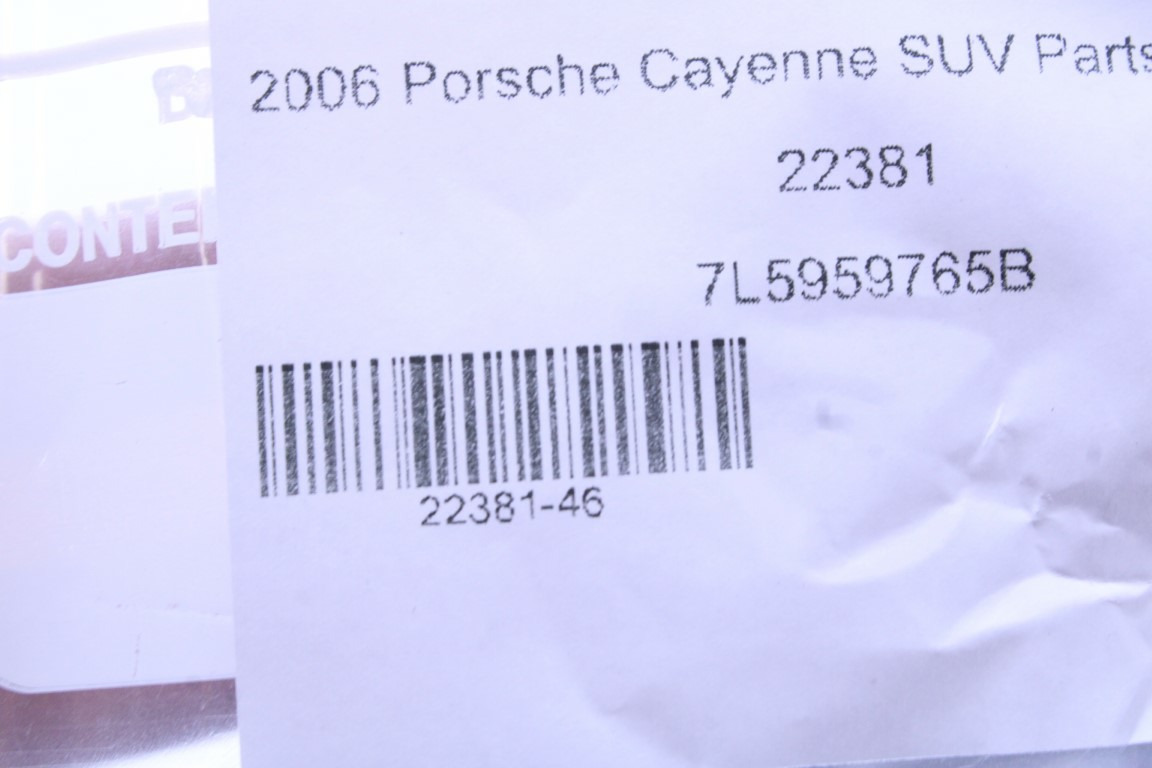 2006 Porsche Cayenne SUV Parts
22381
7L5959765B
22381-46